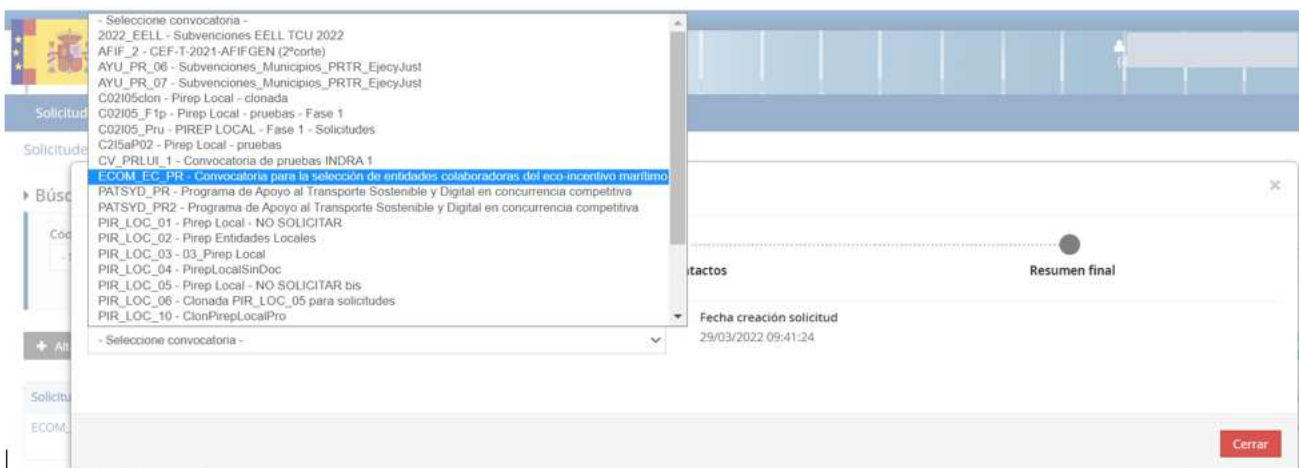 - Seleccione convocatoria -
2022_EELL - Subvenciones EELL TCU 2022
AFIF_2 - CEF-T-2021-AFIFGEN (2ºcorte)
AYU_PR_06 - Subvenciones_Municipios_PRTR_EjecyJust
AYU_PR_07 - Subvenciones_Municipios_PRTR_EjecyJust
C02I05clon - Pirep Local - clonada
C02I05_F1p - Pirep Local - pruebas - Fase 1
C02I05_Pru - PIREP LOCAL - Fase 1 - Solicitudes
C2I5aP02 - Pirep Local - pruebas
CV_PRLUI_1 - Convocatoria de pruebas INDRA 1
ECOM_EC_PR - Convocatoria para la selección de entidades colaboradoras del eco-incentivo marítimo
PATSYD_PR - Programa de Apoyo al Transporte Sostenible y Digital en concurrencia competitiva
PATSYD_PR2 - Programa de Apoyo al Transporte Sostenible y Digital en concurrencia competitiva
PIR_LOC_01 - Pirep Local - NO SOLICITAR
PIR_LOC_02 - Pirep Entidades Locales
PIR_LOC_03 - 03_Pirep Local
PIR_LOC_04 - PirepLocalSinDoc
PIR_LOC_05 - Pirep Local - NO SOLICITAR bis
PIR_LOC_06 - Clonada PIR_LOC_05 para solicitudes
PIR_LOC_10 - ClonPirepLocalPro
- Seleccione convocatoria -
Solicitud
Solicitude
Búsc
Cód
Alt
Solicitu
ECOM_
tactos
Resumen final
Fecha creación solicitud
29/03/2022 09:41:24
Cerrar